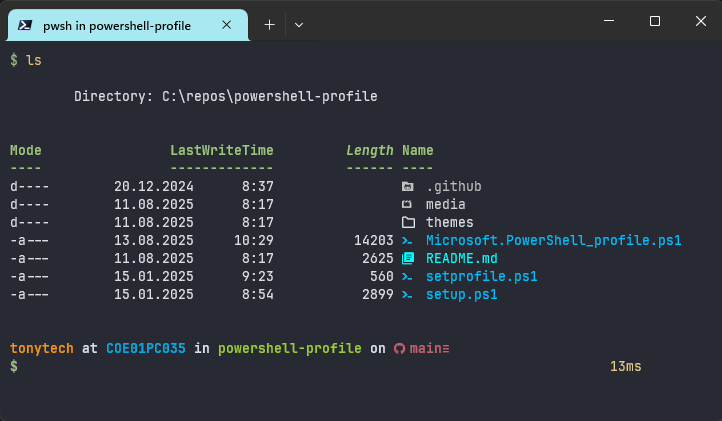 pwsh in powershell-profile
$ ls
Directory: C:\repos\powershell-profile
Mode LastWriteTime Length Name
---- ------------- ------ ----
d---- 20.12.2024 8:37 .github
d---- 11.08.2025 8:17 media
d---- 11.08.2025 8:17 themes
-a--- 13.08.2025 10:29 14203 Microsoft.PowerShell_profile.ps1
-a--- 11.08.2025 8:17 2625 README.md
-a--- 15.01.2025 9:23 560 setprofile.ps1
-a--- 15.01.2025 8:54 2899 setup.ps1
tonytech at COE01PC035 in powershell-profile on main≡
$ 13ms